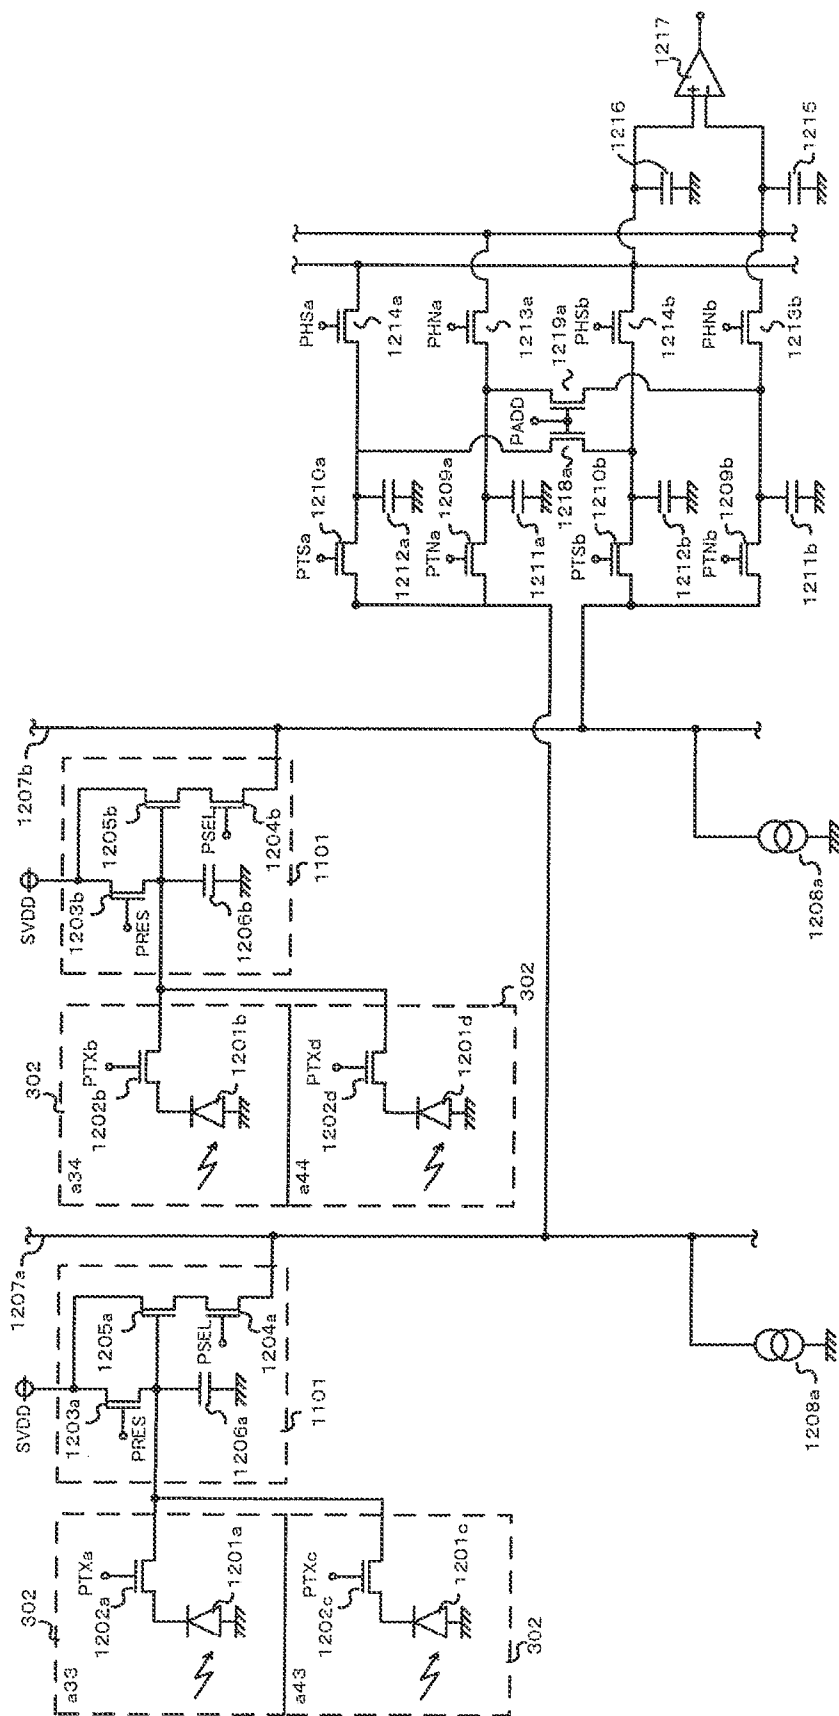 302
a33
PTXa
1202a
1201a
a43
PTXc
1202c
1201c
302
SVDD
1203a
PRES
1205a
PSEL
1204a
1206a
1101
1207a
1208a
302
a34
PTXb
1202b
1201b
a44
PTXd
1202d
1201d
302
SVDD
1203b
PRES
1205b
PSEL
1204b
1206b
1101
1207b
1208a
PTSa
1210a
1212a
PTNa
1209a
1211a
PTSb
1210b
1212b
PTNb
1209b
1211b
PADD
1218a
1219a
PHSa
1214a
PHNa
1213a
PHSb
1214b
PHNb
1213b
1216
1215
1217
+
−